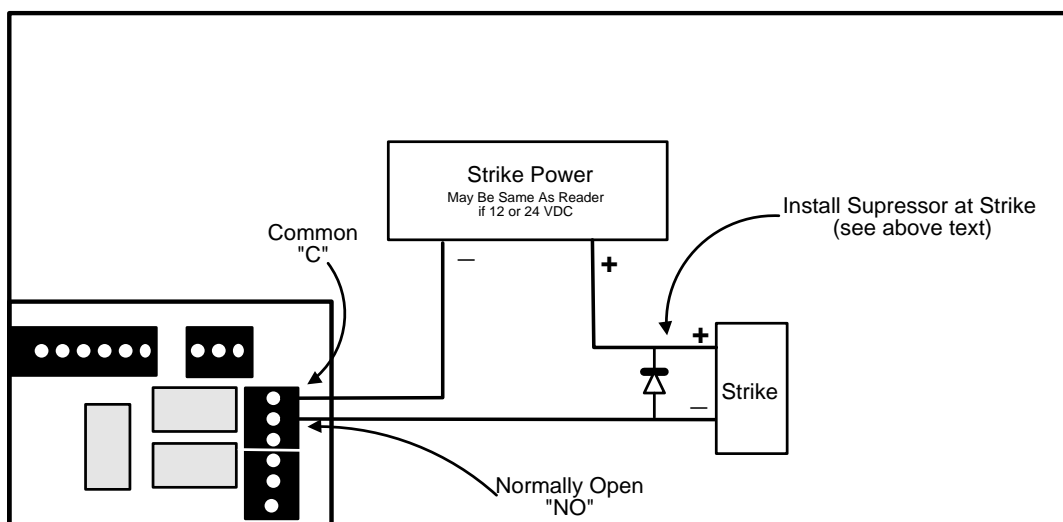 Strike Power
May Be Same As Reader
if 12 or 24 VDC
Install Supressor at Strike
(see above text)
Common
"C"
—
+
+
Strike
—
Normally Open
"NO"